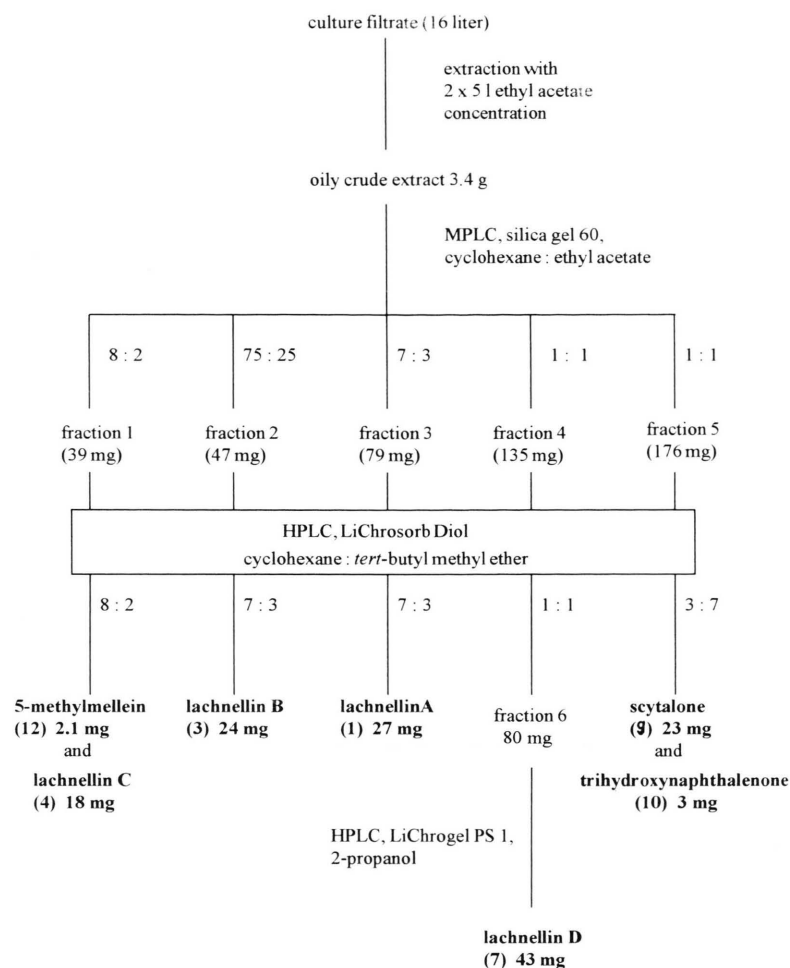 culture filtrate (16 liter)
extraction with
2 x 5 l ethyl acetate
concentration
oily crude extract 3.4 g
MPLC, silica gel 60,
cyclohexane : ethyl acetate
8 : 2
75 : 25
7 : 3
1 : 1
1 : 1
fraction 1
(39 mg)
fraction 2
(47 mg)
fraction 3
(79 mg)
fraction 4
(135 mg)
fraction 5
(176 mg)
HPLC, LiChrosorb Diol
cyclohexane : tert-butyl methyl ether
8 : 2
7 : 3
7 : 3
1 : 1
3 : 7
5-methylmellein
(12) 2.1 mg
and
lachnellin C
(4) 18 mg
lachnellin B
(3) 24 mg
lachnellinA
(1) 27 mg
fraction 6
80 mg
scytalone
(9) 23 mg
and
trihydroxynaphthalenone
(10) 3 mg
HPLC, LiChrogel PS 1,
2-propanol
lachnellin D
(7) 43 mg